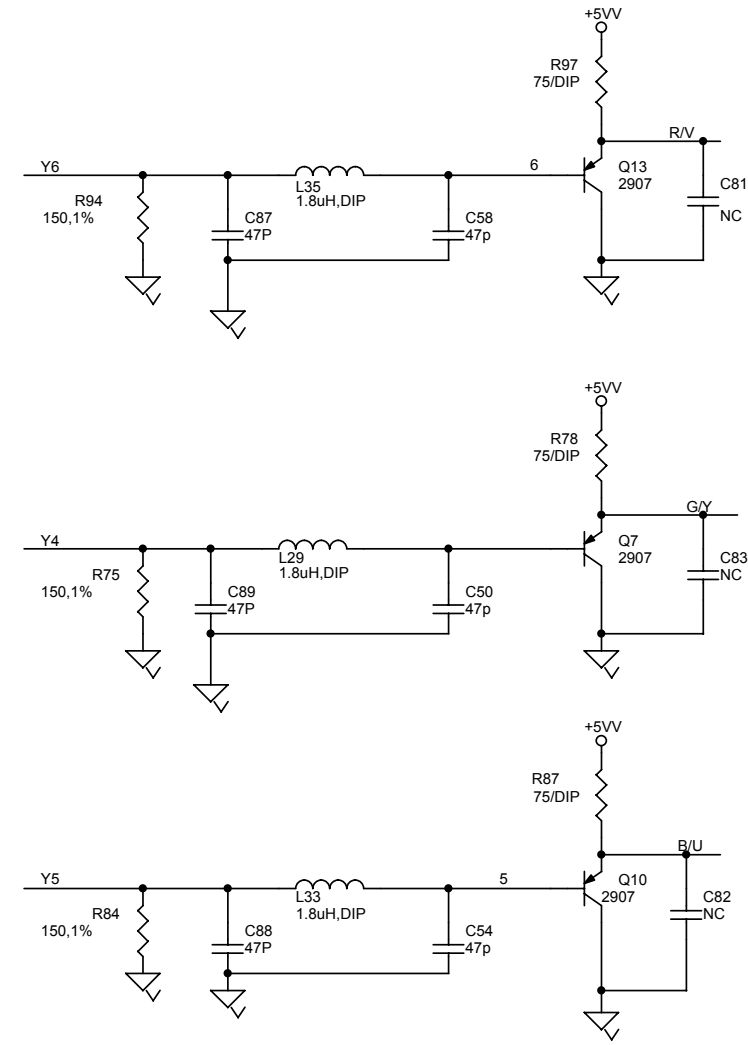 +5VV
R97
75/DIP
R/V
Y6
6
Q13
2907
C81
NC
R94
150,1%
L35
1.8uH,DIP
C87
47P
C58
47p
+5VV
R78
75/DIP
G/Y
Y4
Q7
2907
C83
NC
R75
150,1%
L29
1.8uH,DIP
C89
47P
C50
47p
+5VV
R87
75/DIP
B/U
Y5
5
Q10
2907
C82
NC
R84
150,1%
L33
1.8uH,DIP
C88
47P
C54
47p